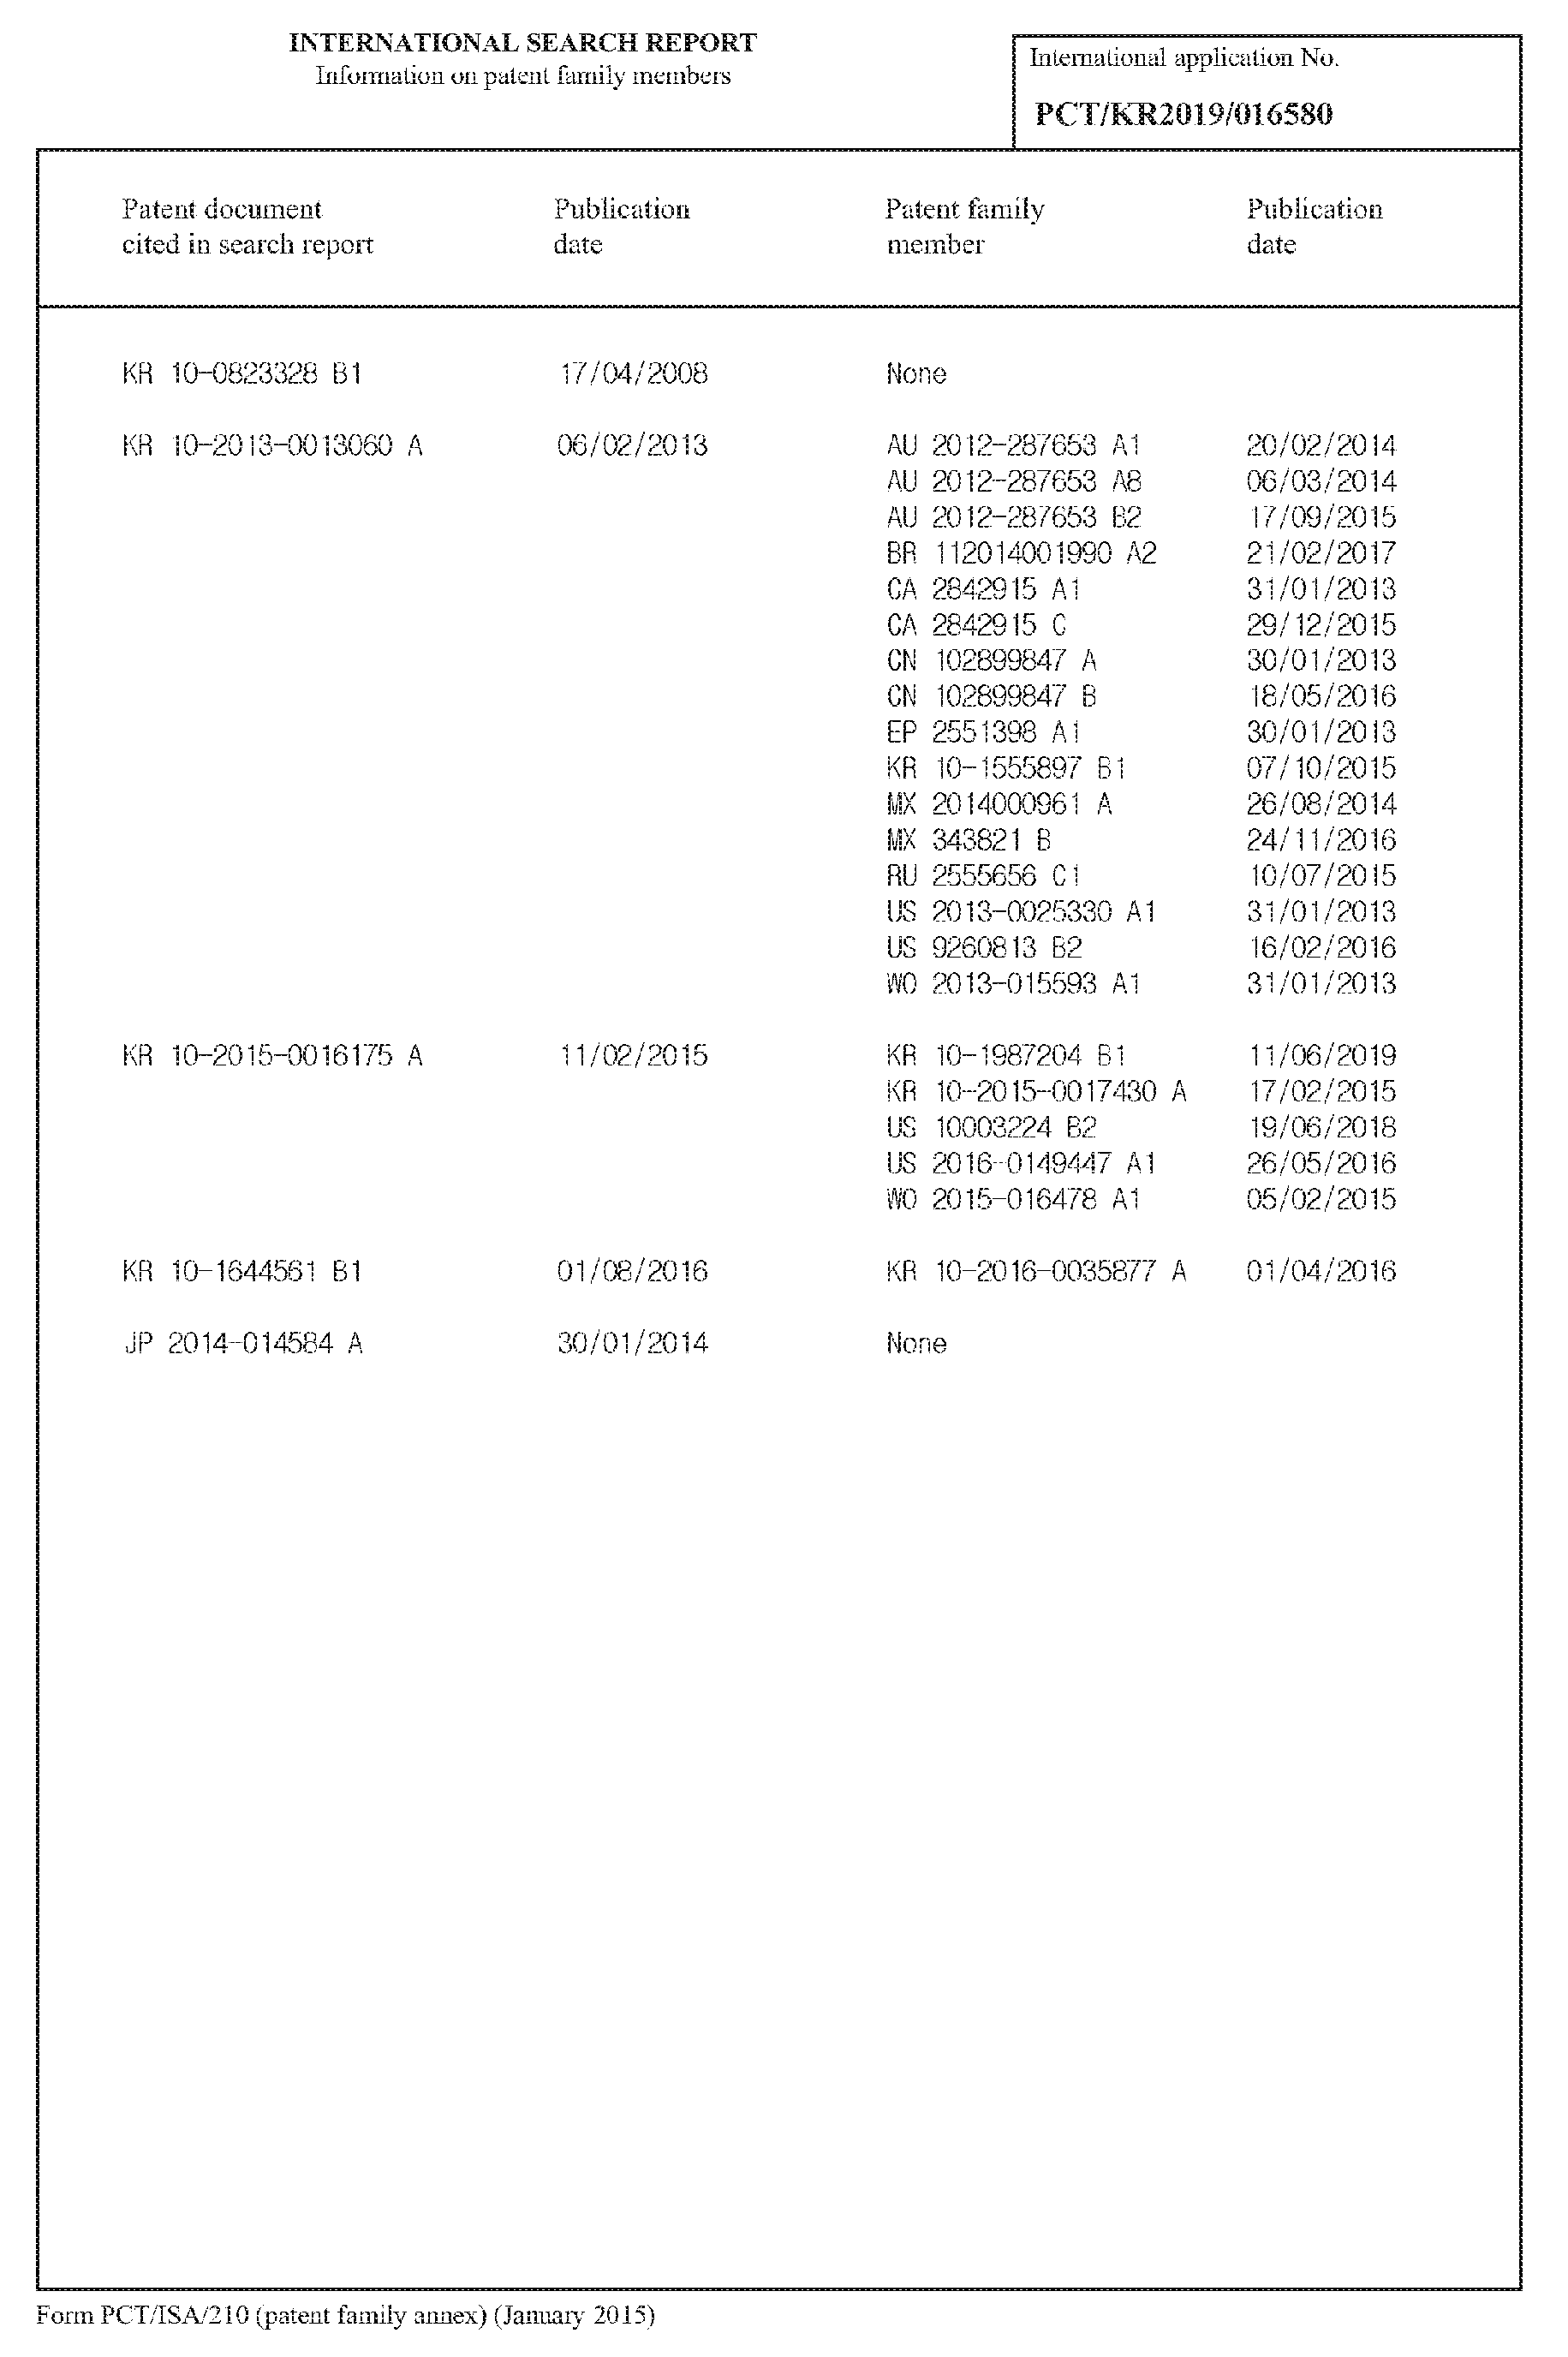 INTERNATIONAL SEARCH REPORT
Information on patent family members
International application No.
PCT/KR2019/016580
Patent document cited in search report Publication date Patent family member Publication date
KR 10-0823328 B1 17/04/2008 None
KR 10-2013-0013060 A 06/02/2013 AU 2012-287653 A1 20/02/2014
AU 2012-287653 A8 06/03/2014
AU 2012-287653 B2 17/09/2015
BR 112014001990 A2 21/02/2017
CA 2842915 A1 31/01/2013
CA 2842915 C 29/12/2015
CN 102899847 A 30/01/2013
CN 102899847 B 18/05/2016
EP 2551398 A1 30/01/2013
KR 10-1555897 B1 07/10/2015
MX 2014000961 A 26/08/2014
MX 343821 B 24/11/2016
RU 2555656 C1 10/07/2015
US 2013-0025330 A1 31/01/2013
US 9260813 B2 16/02/2016
WO 2013-015593 A1 31/01/2013
KR 10-2015-0016175 A 11/02/2015 KR 10-1987204 B1 11/06/2019
KR 10-2015-0017430 A 17/02/2015
US 10003224 B2 19/06/2018
US 2016-0149447 A1 26/05/2016
WO 2015-016478 A1 05/02/2015
KR 10-1644561 B1 01/08/2016 KR 10-2016-0035877 A 01/04/2016
JP 2014-014584 A 30/01/2014 None
Form PCT/ISA/210 (patent family annex) (January 2015)